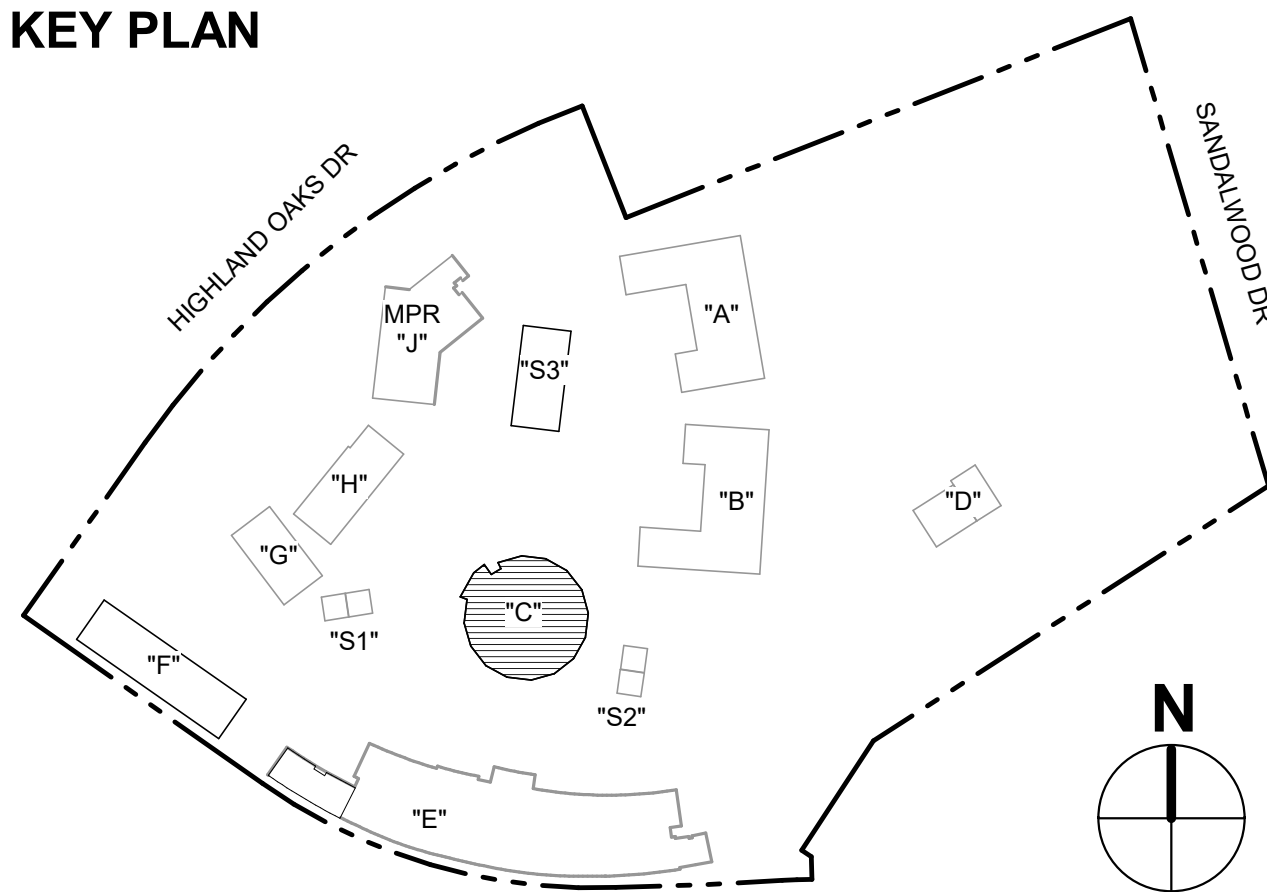 KEY PLAN
HIGHLAND OAKS DR
SANDALWOOD DR
MPR
"J"
"S3"
"A"
"H"
"B"
"D"
"G"
"C"
"S1"
"F"
"S2"
"E"
N